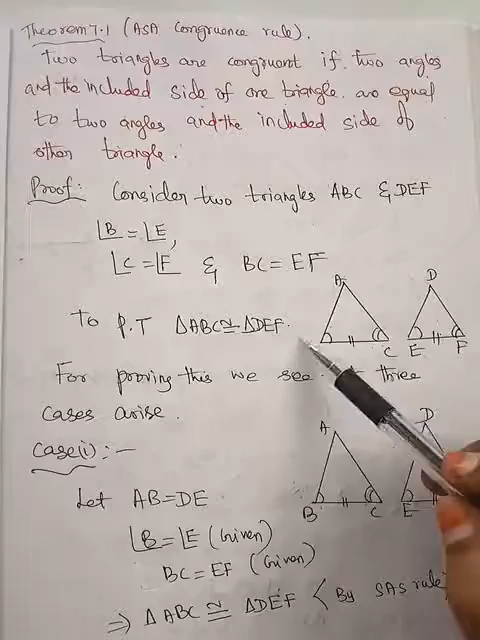 Theorem 7.1 (ASA Congruence rule).
Two triangles are congruent if two angles
and the included side of one triangle are equal
to two angles and the included side of
other triangle.
Proof: Consider two triangles ABC & DEF
∠B = ∠E,
∠C = ∠F & BC = EF
A D
To P.T ΔABC ≅ ΔDEF.
C E F
For proving this we see three
cases arise.
D
Case(i):-
A
Let AB=DE
B C E
∠B = ∠E (Given)
BC = EF (Given)
⇒ Δ ABC ≅ ΔDEF (By SAS rule)